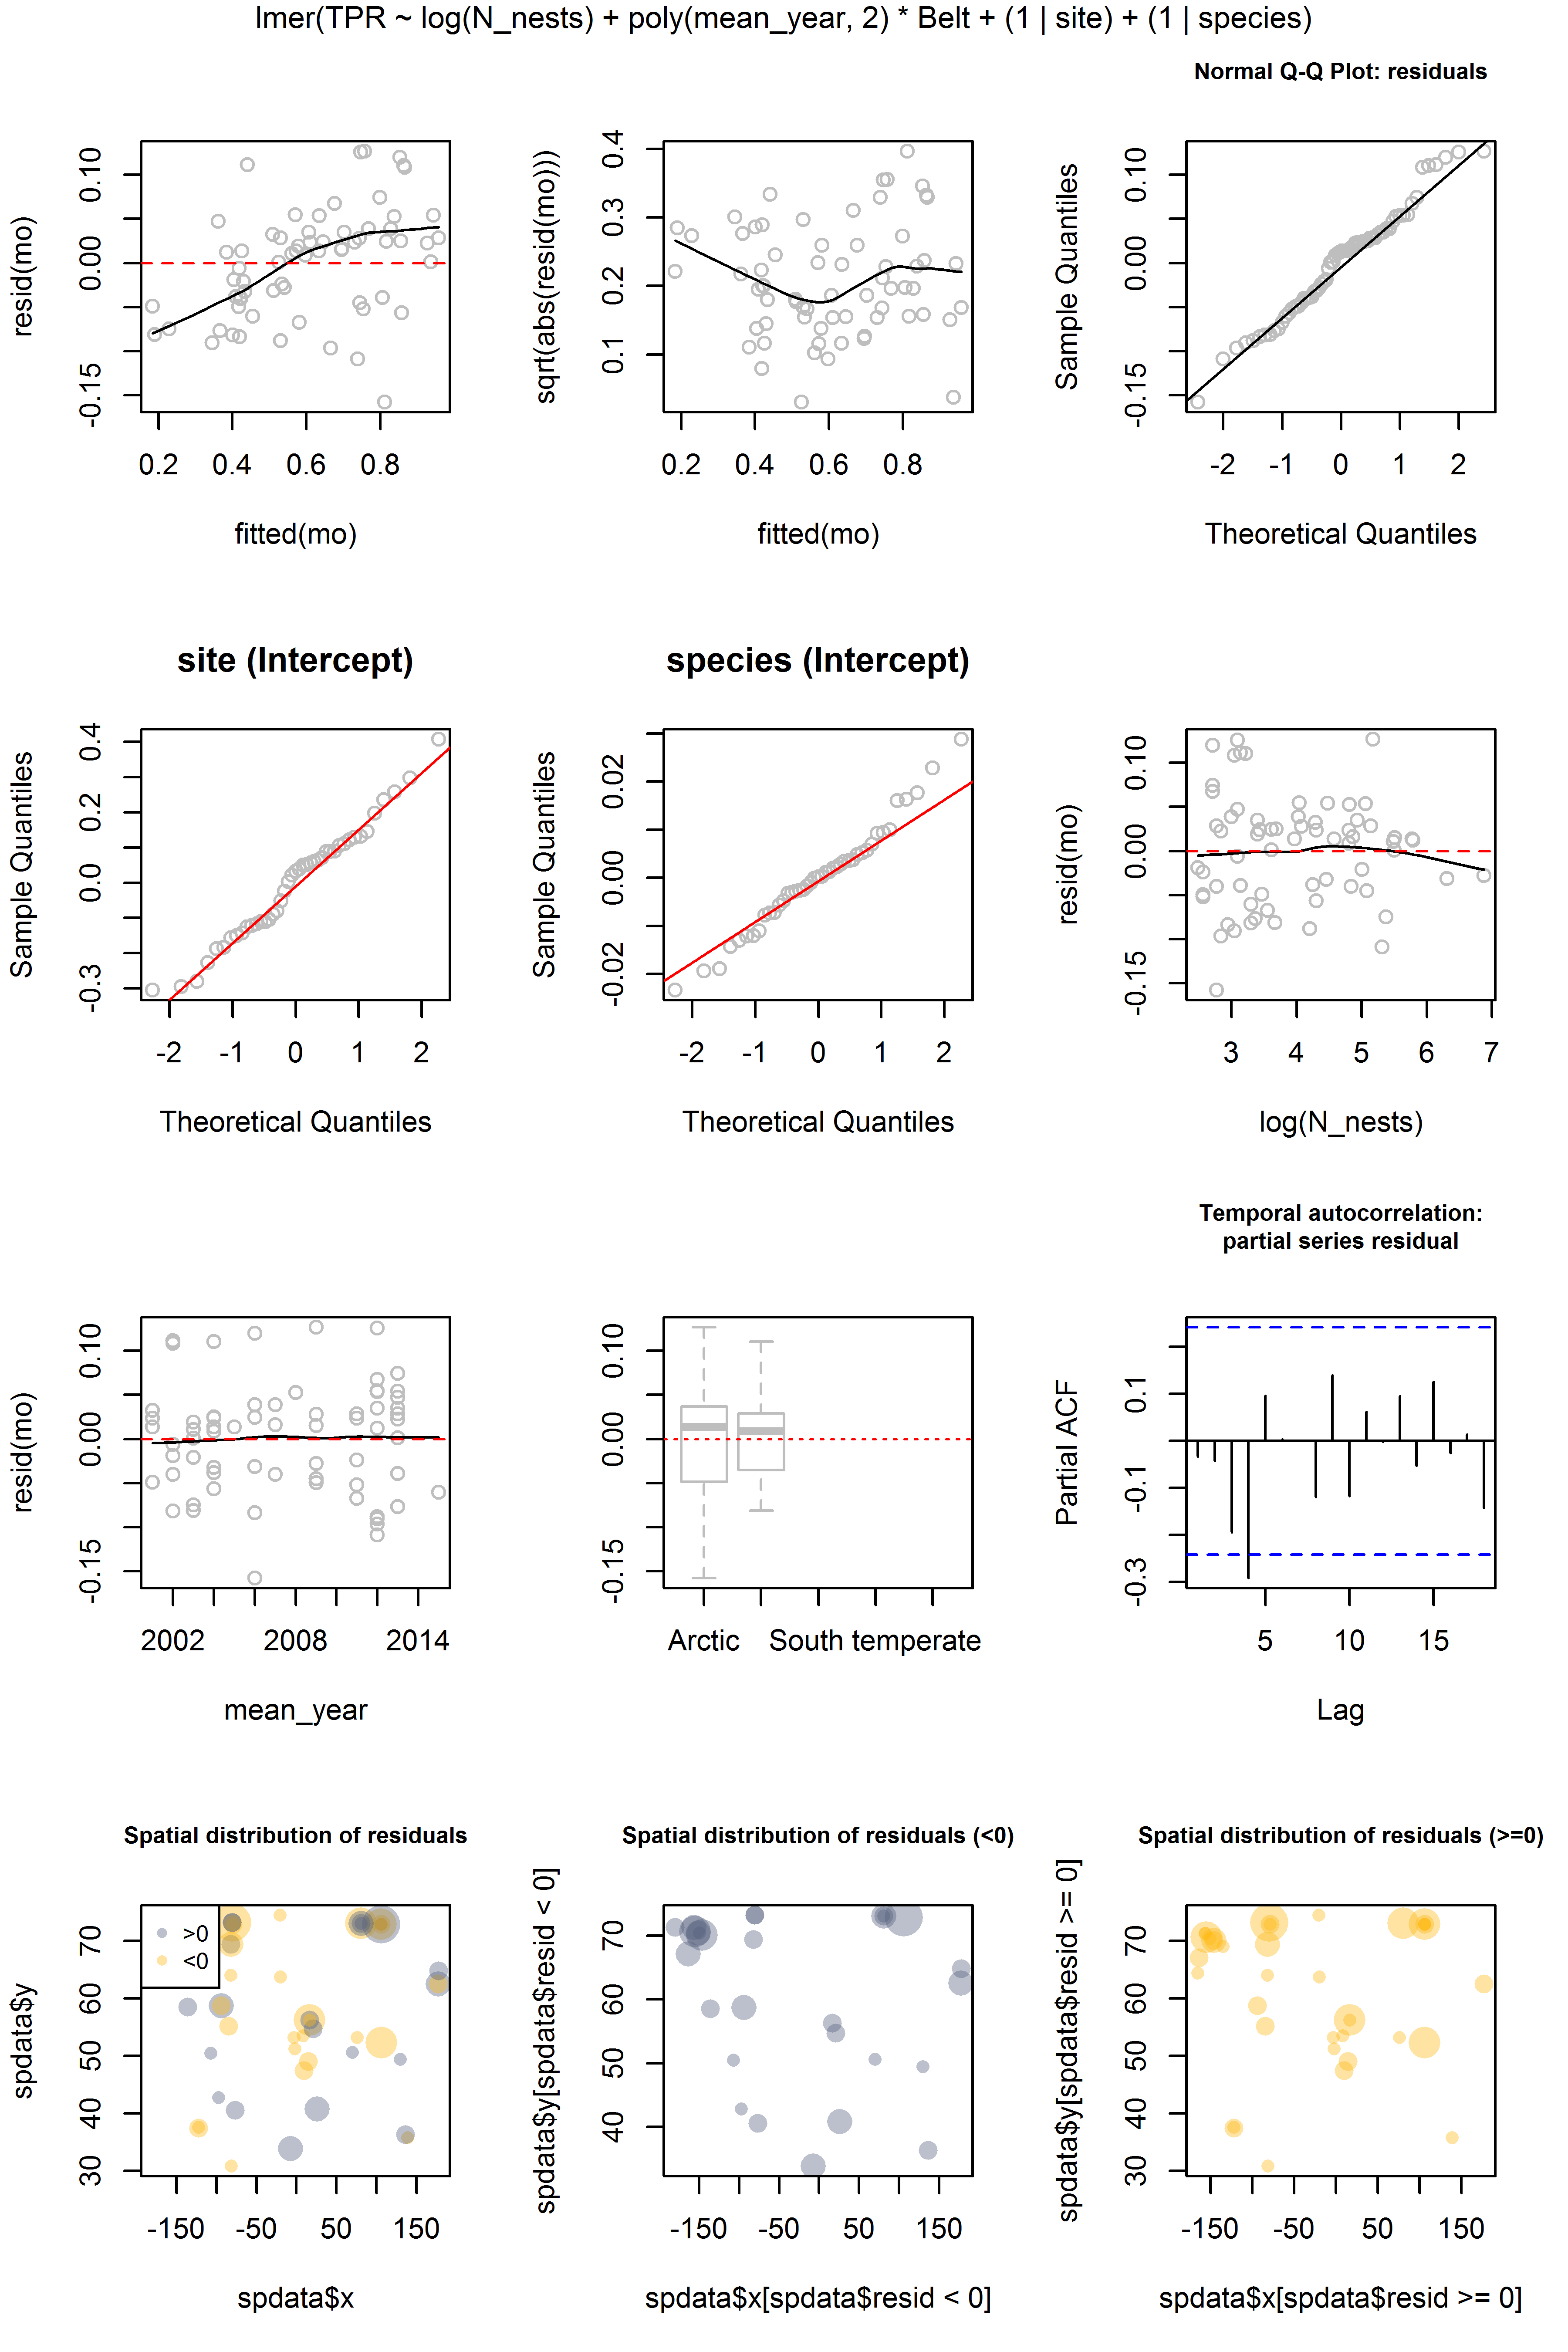 lmer(TPR ~ log(N_nests) + poly(mean_year, 2) * Belt + (1 | site) + (1 | species)
Normal Q-Q Plot: residuals
resid(mo)
-0.15 0.00 0.10
0.2 0.4 0.6 0.8
fitted(mo)
sqrt(abs(resid(mo)))
0.1 0.2 0.3 0.4
0.2 0.4 0.6 0.8
fitted(mo)
Sample Quantiles
-0.15 0.00 0.10
-2 -1 0 1 2
Theoretical Quantiles
site (Intercept)
Sample Quantiles
-0.3 0.0 0.2 0.4
-2 -1 0 1 2
Theoretical Quantiles
species (Intercept)
Sample Quantiles
-0.02 0.00 0.02
-2 -1 0 1 2
Theoretical Quantiles
resid(mo)
-0.15 0.00 0.10
3 4 5 6 7
log(N_nests)
resid(mo)
-0.15 0.00 0.10
2002 2008 2014
mean_year
-0.15 0.00 0.10
Arctic South temperate
Temporal autocorrelation:
partial series residual
Partial ACF
-0.3 -0.1 0.1
5 10 15
Lag
Spatial distribution of residuals
spdata$y
30 40 50 60 70
>0
<0
-150 -50 50 150
spdata$x
Spatial distribution of residuals (<0)
spdata$y[spdata$resid < 0]
40 50 60 70
-150 -50 50 150
spdata$x[spdata$resid < 0]
Spatial distribution of residuals (>=0)
spdata$y[spdata$resid >= 0]
30 40 50 60 70
-150 -50 50 150
spdata$x[spdata$resid >= 0]